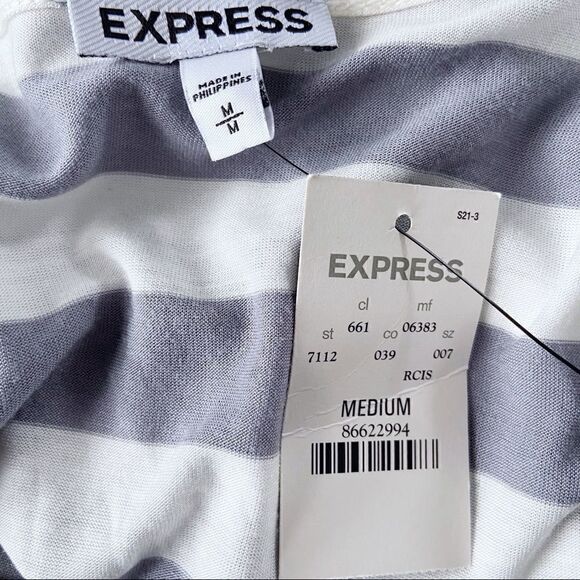 EXPRESS
MADE IN
PHILIPPINES
M
M
S21-3
EXPRESS
cl mf
st 661 co 06383 sz
7112 039 007
RCIS
MEDIUM
86622994